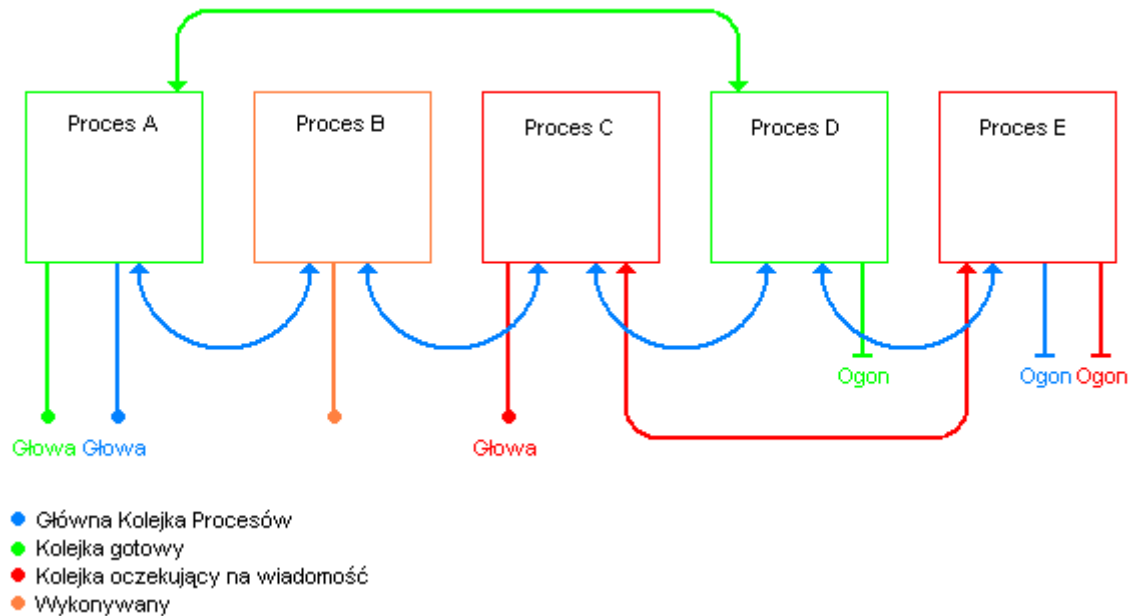 Proces A
Proces B
Proces C
Proces D
Proces E
Ogon
Ogon
Ogon
Głowa
Głowa
Głowa
Główna Kolejka Procesów
Kolejka gotowy
Kolejka oczekujący na wiadomość
Wykonywany